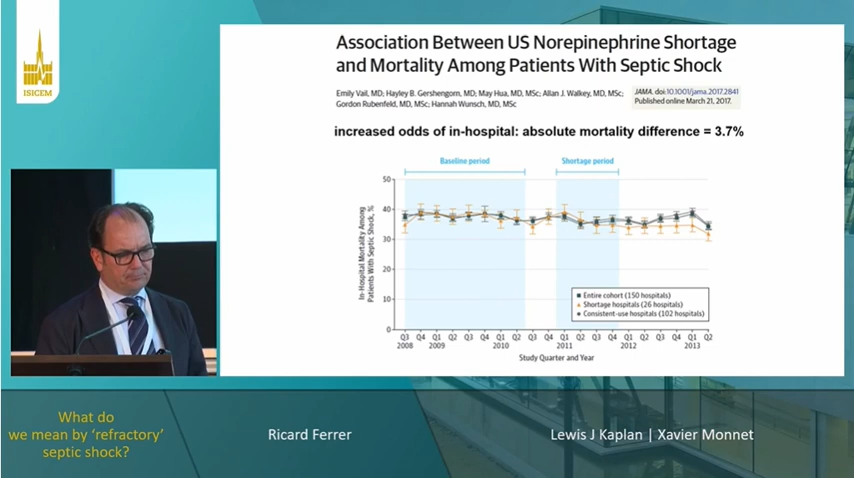 ISICEM
Association Between US Norepinephrine Shortage
and Mortality Among Patients With Septic Shock
Emily Vail, MD; Hayley B. Gershengorn, MD; May Hua, MD, MSc; Allan J. Walkey, MD, MSc;
Gordon Rubenfeld, MD, MSc; Hannah Wunsch, MD, MSc
JAMA. doi:10.1001/jama.2017.2841
Published online March 21, 2017.
increased odds of in-hospital: absolute mortality difference = 3.7%
Baseline period
Shortage period
In-Hospital Mortality Among
Patients With Septic Shock, %
50
40
30
20
10
0
Entire cohort (150 hospitals)
Shortage hospitals (26 hospitals)
Consistent-use hospitals (102 hospitals)
Q3 Q4 Q1 Q2 Q3 Q4 Q1 Q2 Q3 Q4 Q1 Q2 Q3 Q4 Q1 Q2 Q3 Q4 Q1 Q2
2008 2009 2010 2011 2012 2013
Study Quarter and Year
What do
we mean by ‘refractory’
septic shock?
Ricard Ferrer
Lewis J Kaplan | Xavier Monnet